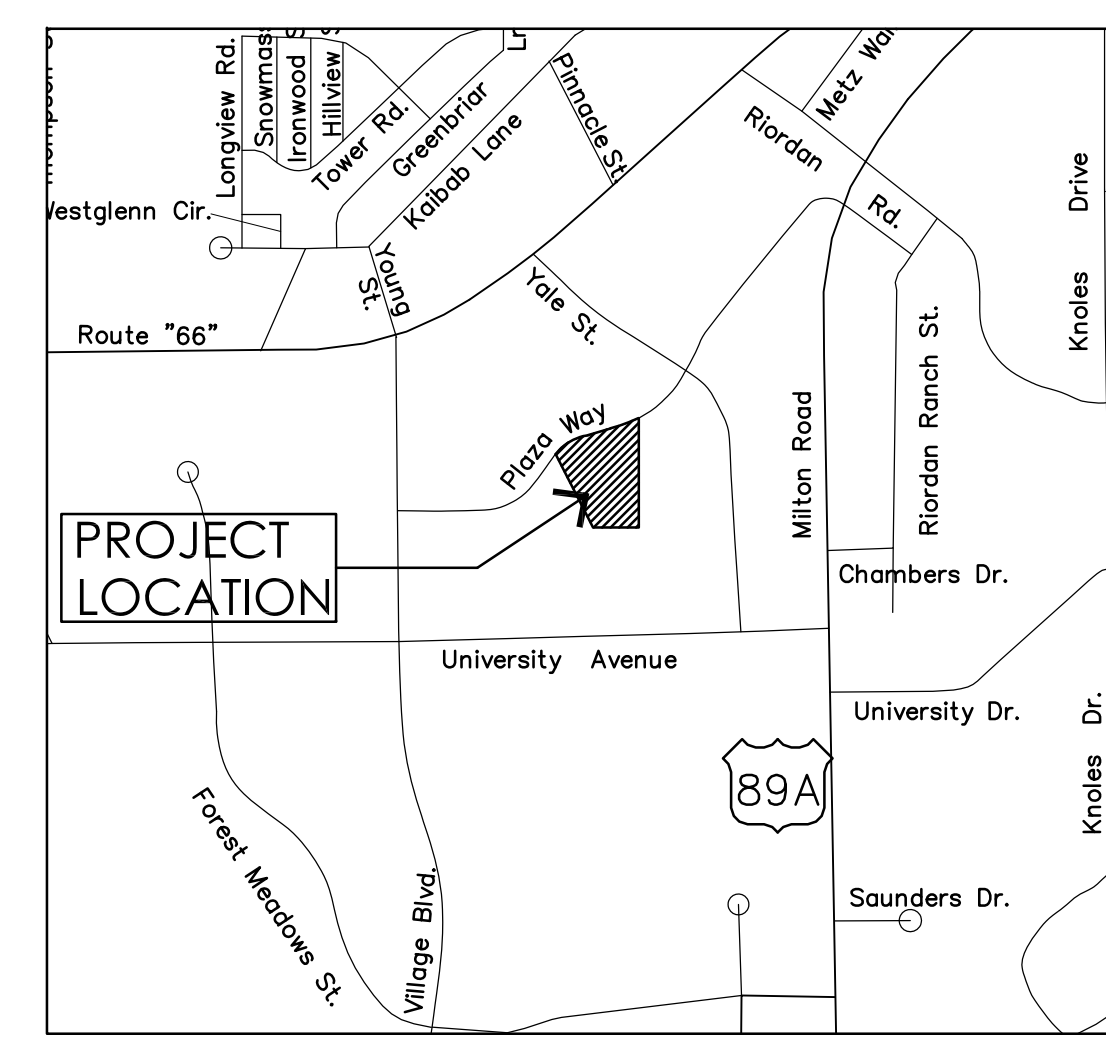 Longview Rd.
Ironwood
Hillview
Tower Rd.
Greenbriar
Kaibab Lane
Pinnacle St.
Riordan
Rd.
Metz
Westglenn Cir.
Young
St.
Route "66"
Yale St.
Plaza Way
Milton Road
Riordan Ranch St.
Knoles Drive
PROJECT
LOCATION
Chambers Dr.
University Avenue
University Dr.
Knoles Dr.
89A
Forest Meadows St.
Village Blvd.
Saunders Dr.